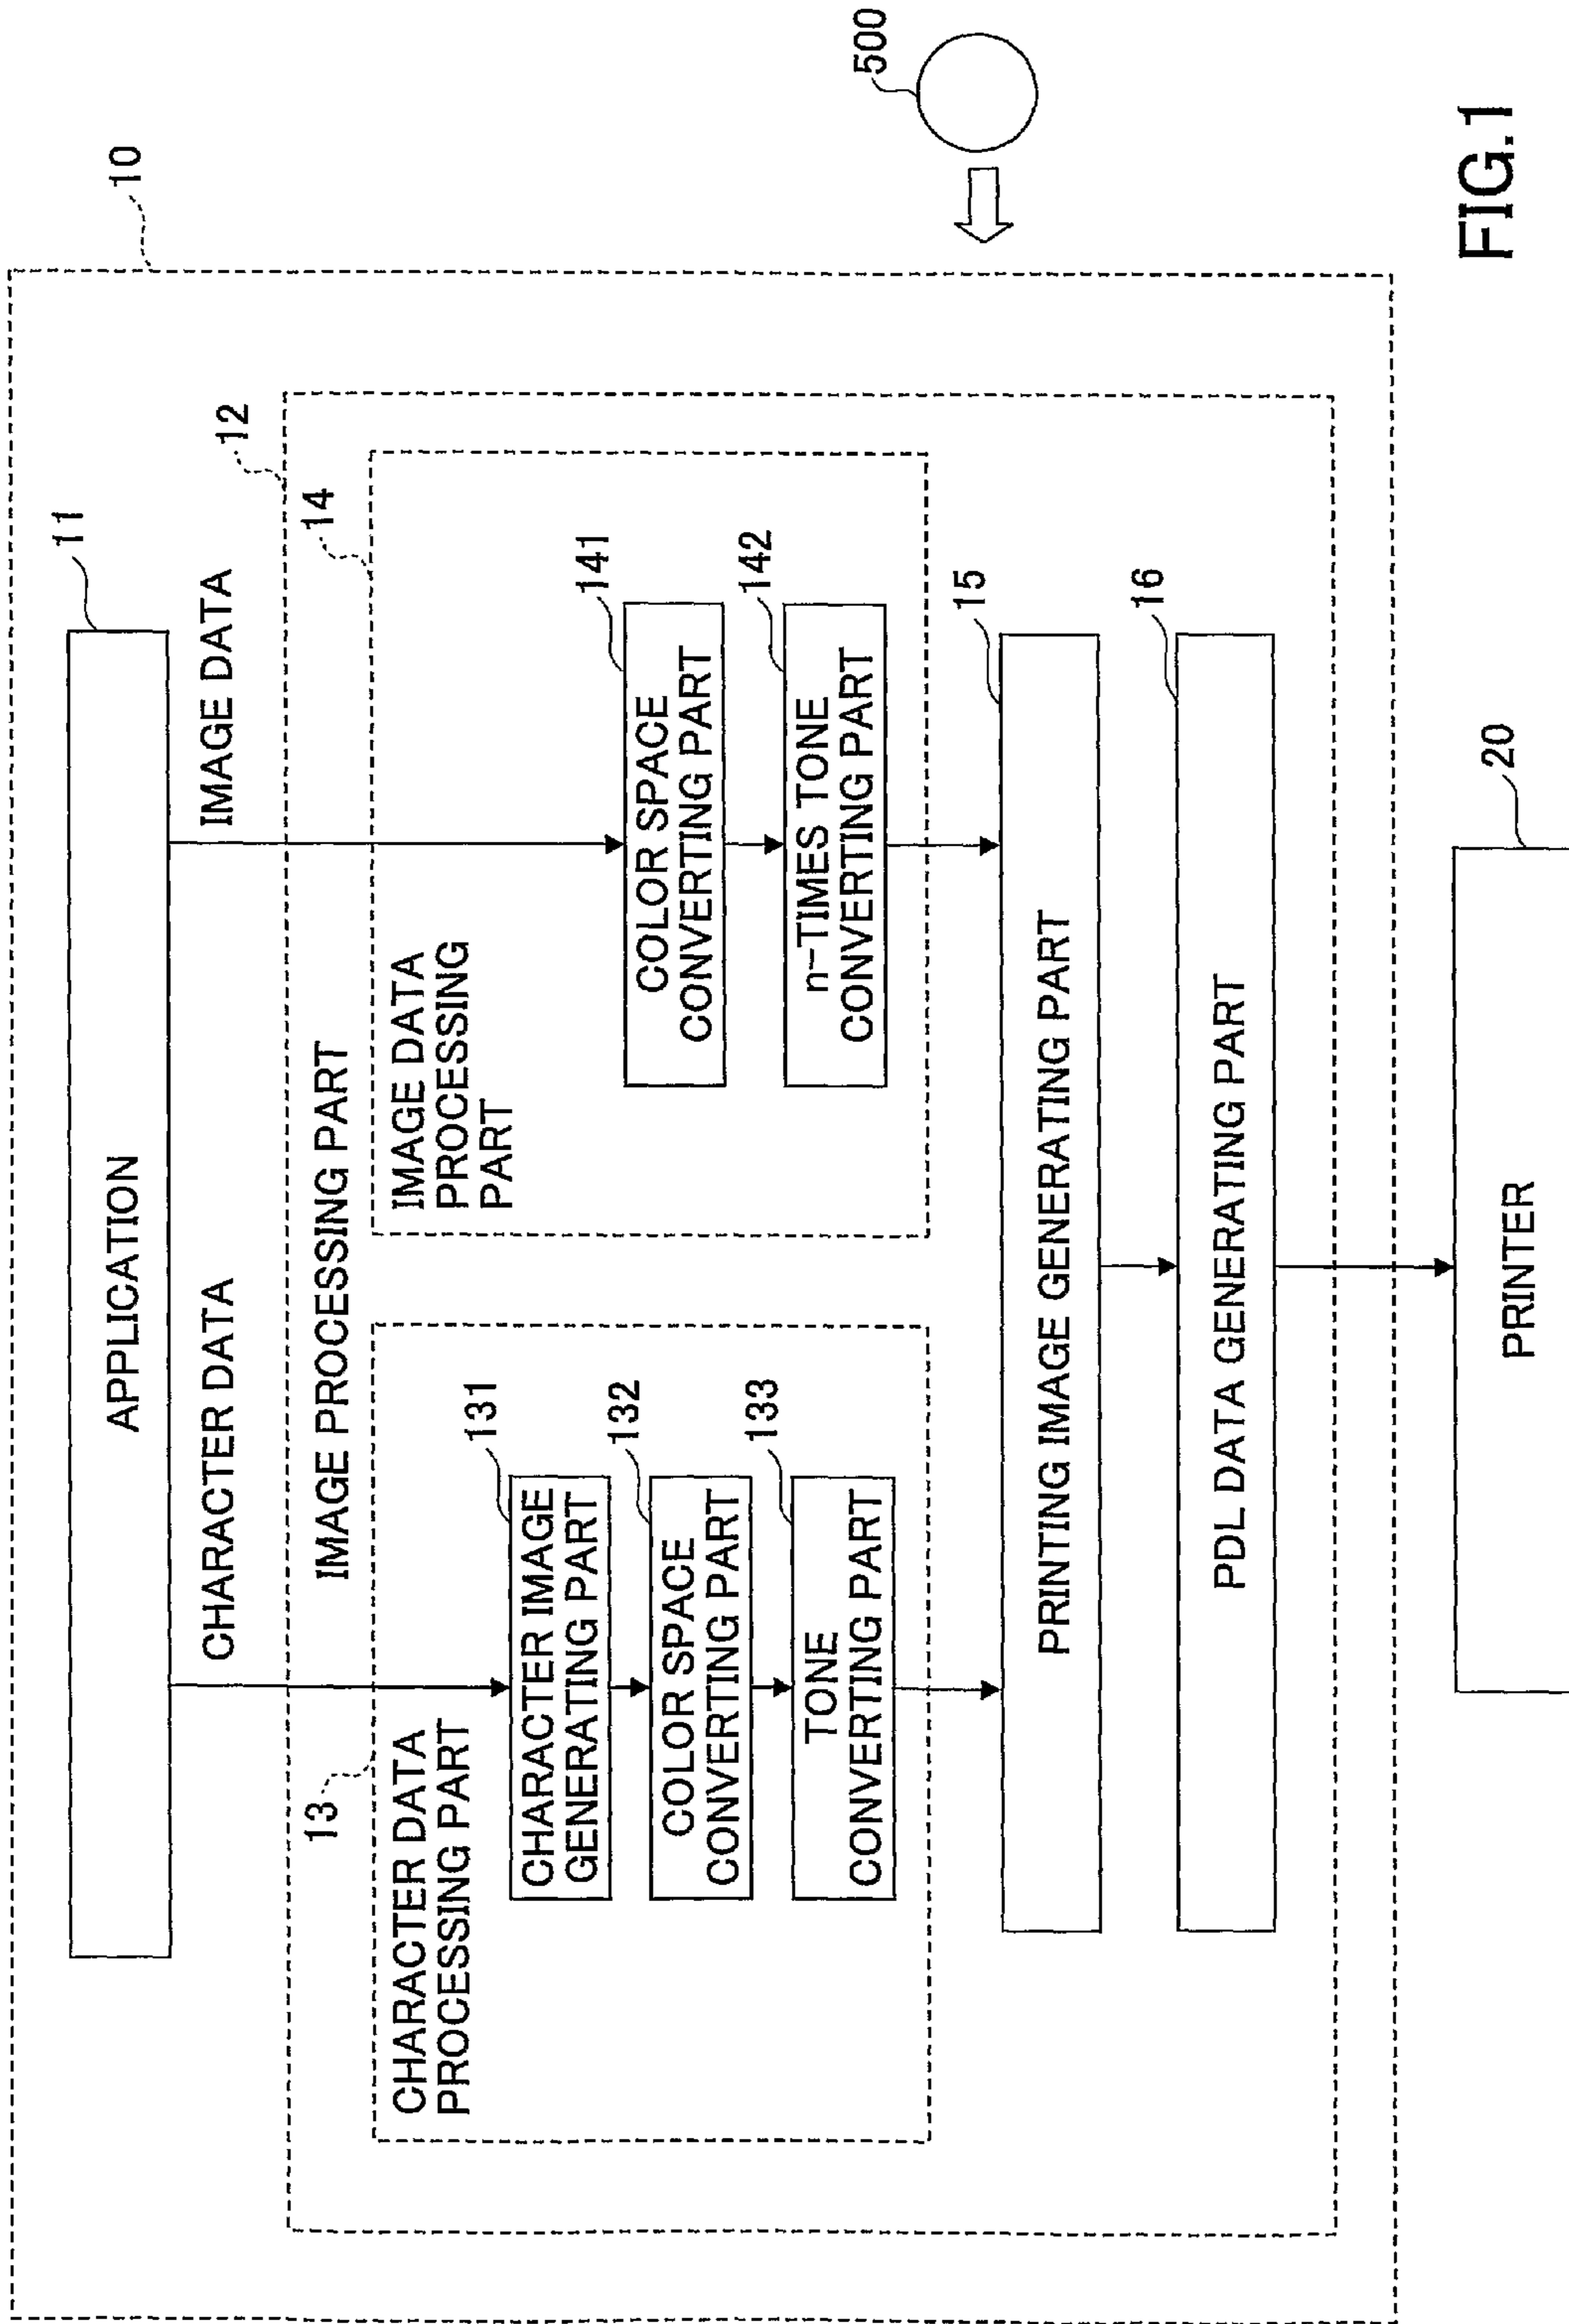 10
11
APPLICATION
CHARACTER DATA
IMAGE DATA
12
IMAGE PROCESSING PART
13
CHARACTER DATA
PROCESSING PART
131
CHARACTER IMAGE
GENERATING PART
132
COLOR SPACE
CONVERTING PART
133
TONE
CONVERTING PART
14
IMAGE DATA
PROCESSING
PART
141
COLOR SPACE
CONVERTING PART
142
n-TIMES TONE
CONVERTING PART
15
PRINTING IMAGE GENERATING PART
16
PDL DATA GENERATING PART
20
PRINTER
500
FIG.1